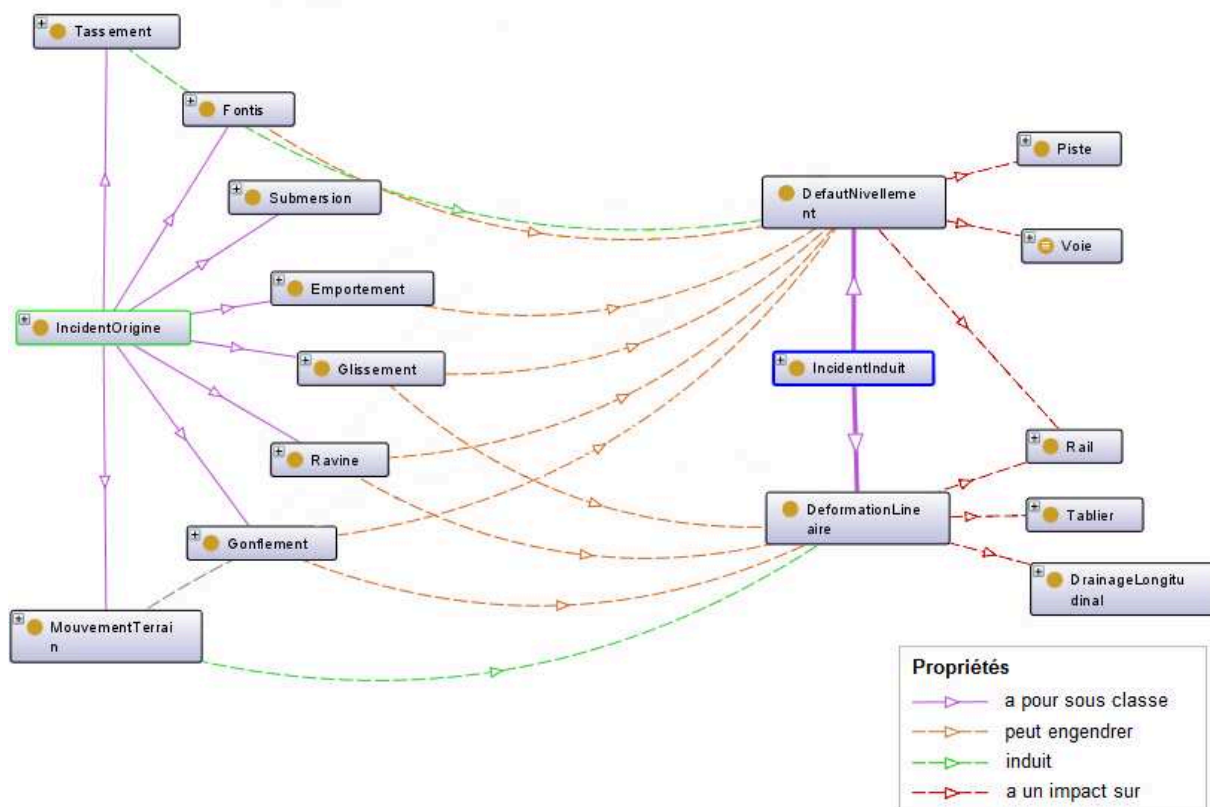 Tassement
Fontis
Submersion
Emportement
IncidentOrigine
Glissement
Ravine
Gonflement
MouvementTerrai
n
DefautNivelleme
nt
IncidentInduit
DeformationLine
aire
Piste
Voie
Rail
Tablier
DrainageLongitu
dinal
Propriétés
a pour sous classe
peut engendrer
induit
a un impact sur